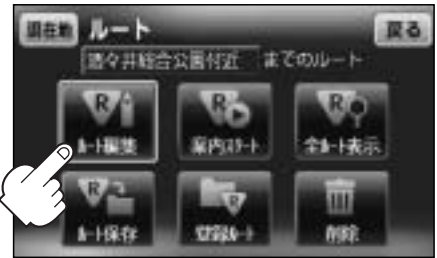 現在地 ルート 戻る
酒々井総合公園付近 までのルート
R R R
ルート編集 案内スタート 全ルート表示
R R
ルート保存 登録ルート 削除